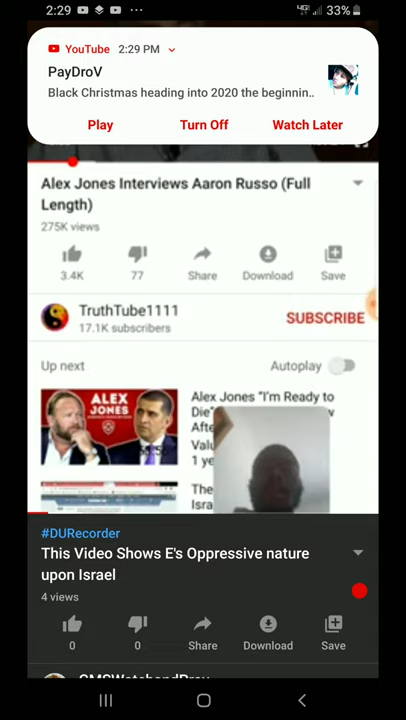 2:29
33%
YouTube 2:29 PM
PayDroV
Black Christmas heading into 2020 the beginnin..
Play Turn Off Watch Later
Alex Jones Interviews Aaron Russo (Full
Length)
275K views
3.4K 77 Share Download Save
TruthTube1111
17.1K subscribers
SUBSCRIBE
Up next Autoplay
ALEX
JONES
Alex Jones "I'm Ready to
Die"
Afte
Valu
1 ye
The
Isra
#DURecorder
This Video Shows E's Oppressive nature
upon Israel
4 views
0 0 Share Download Save